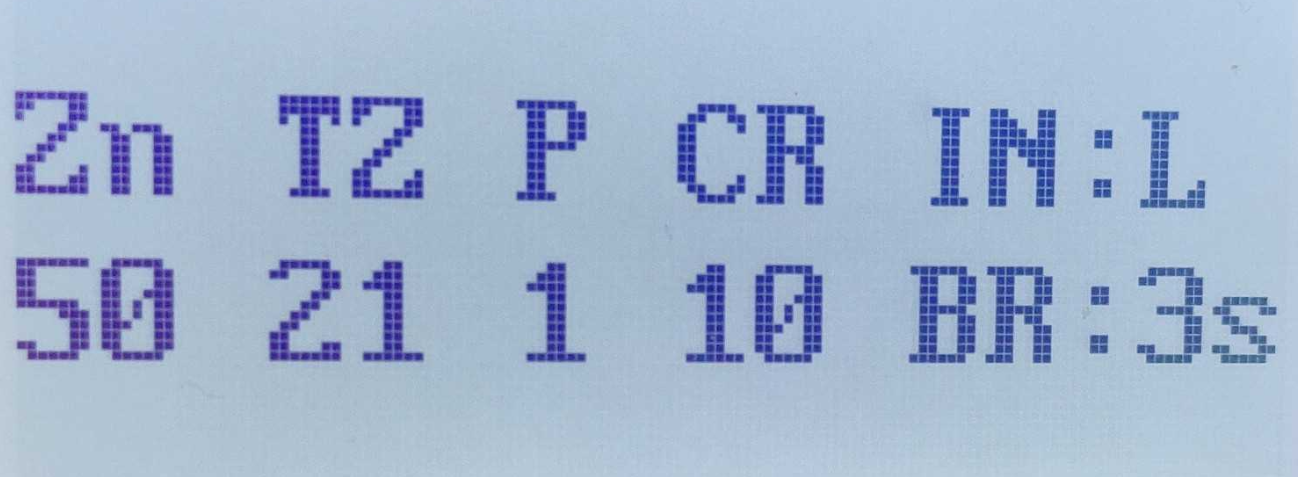 Zn TZ P CR IN:L
50 21 1 10 BR:3s